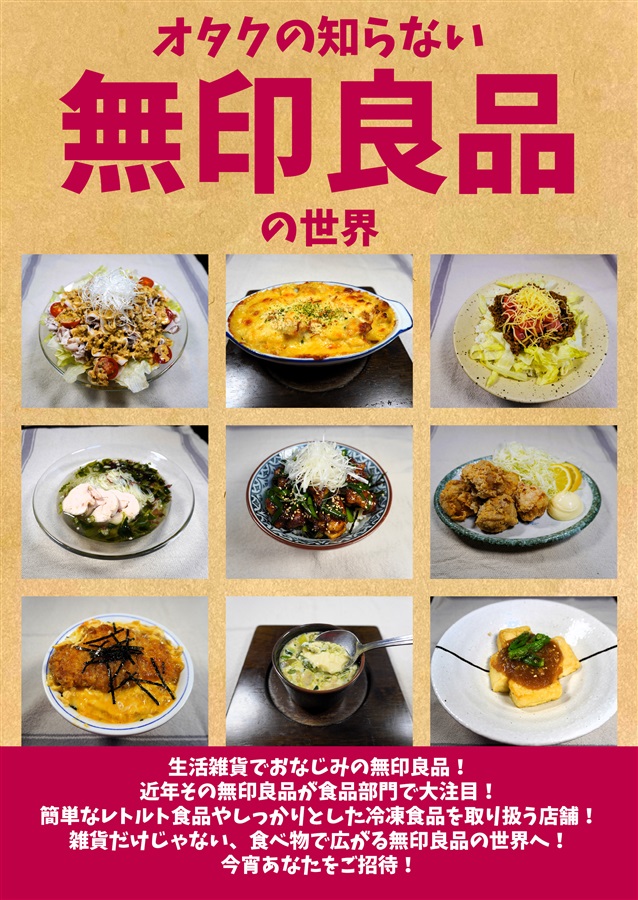 オタクの知らない
無印良品
の世界
生活雑貨でおなじみの無印良品！
近年その無印良品が食品部門で大注目！
簡単なレトルト食品やしっかりとした冷凍食品を取り扱う店舗！
雑貨だけじゃない、食べ物で広がる無印良品の世界へ！
今宵あなたをご招待！